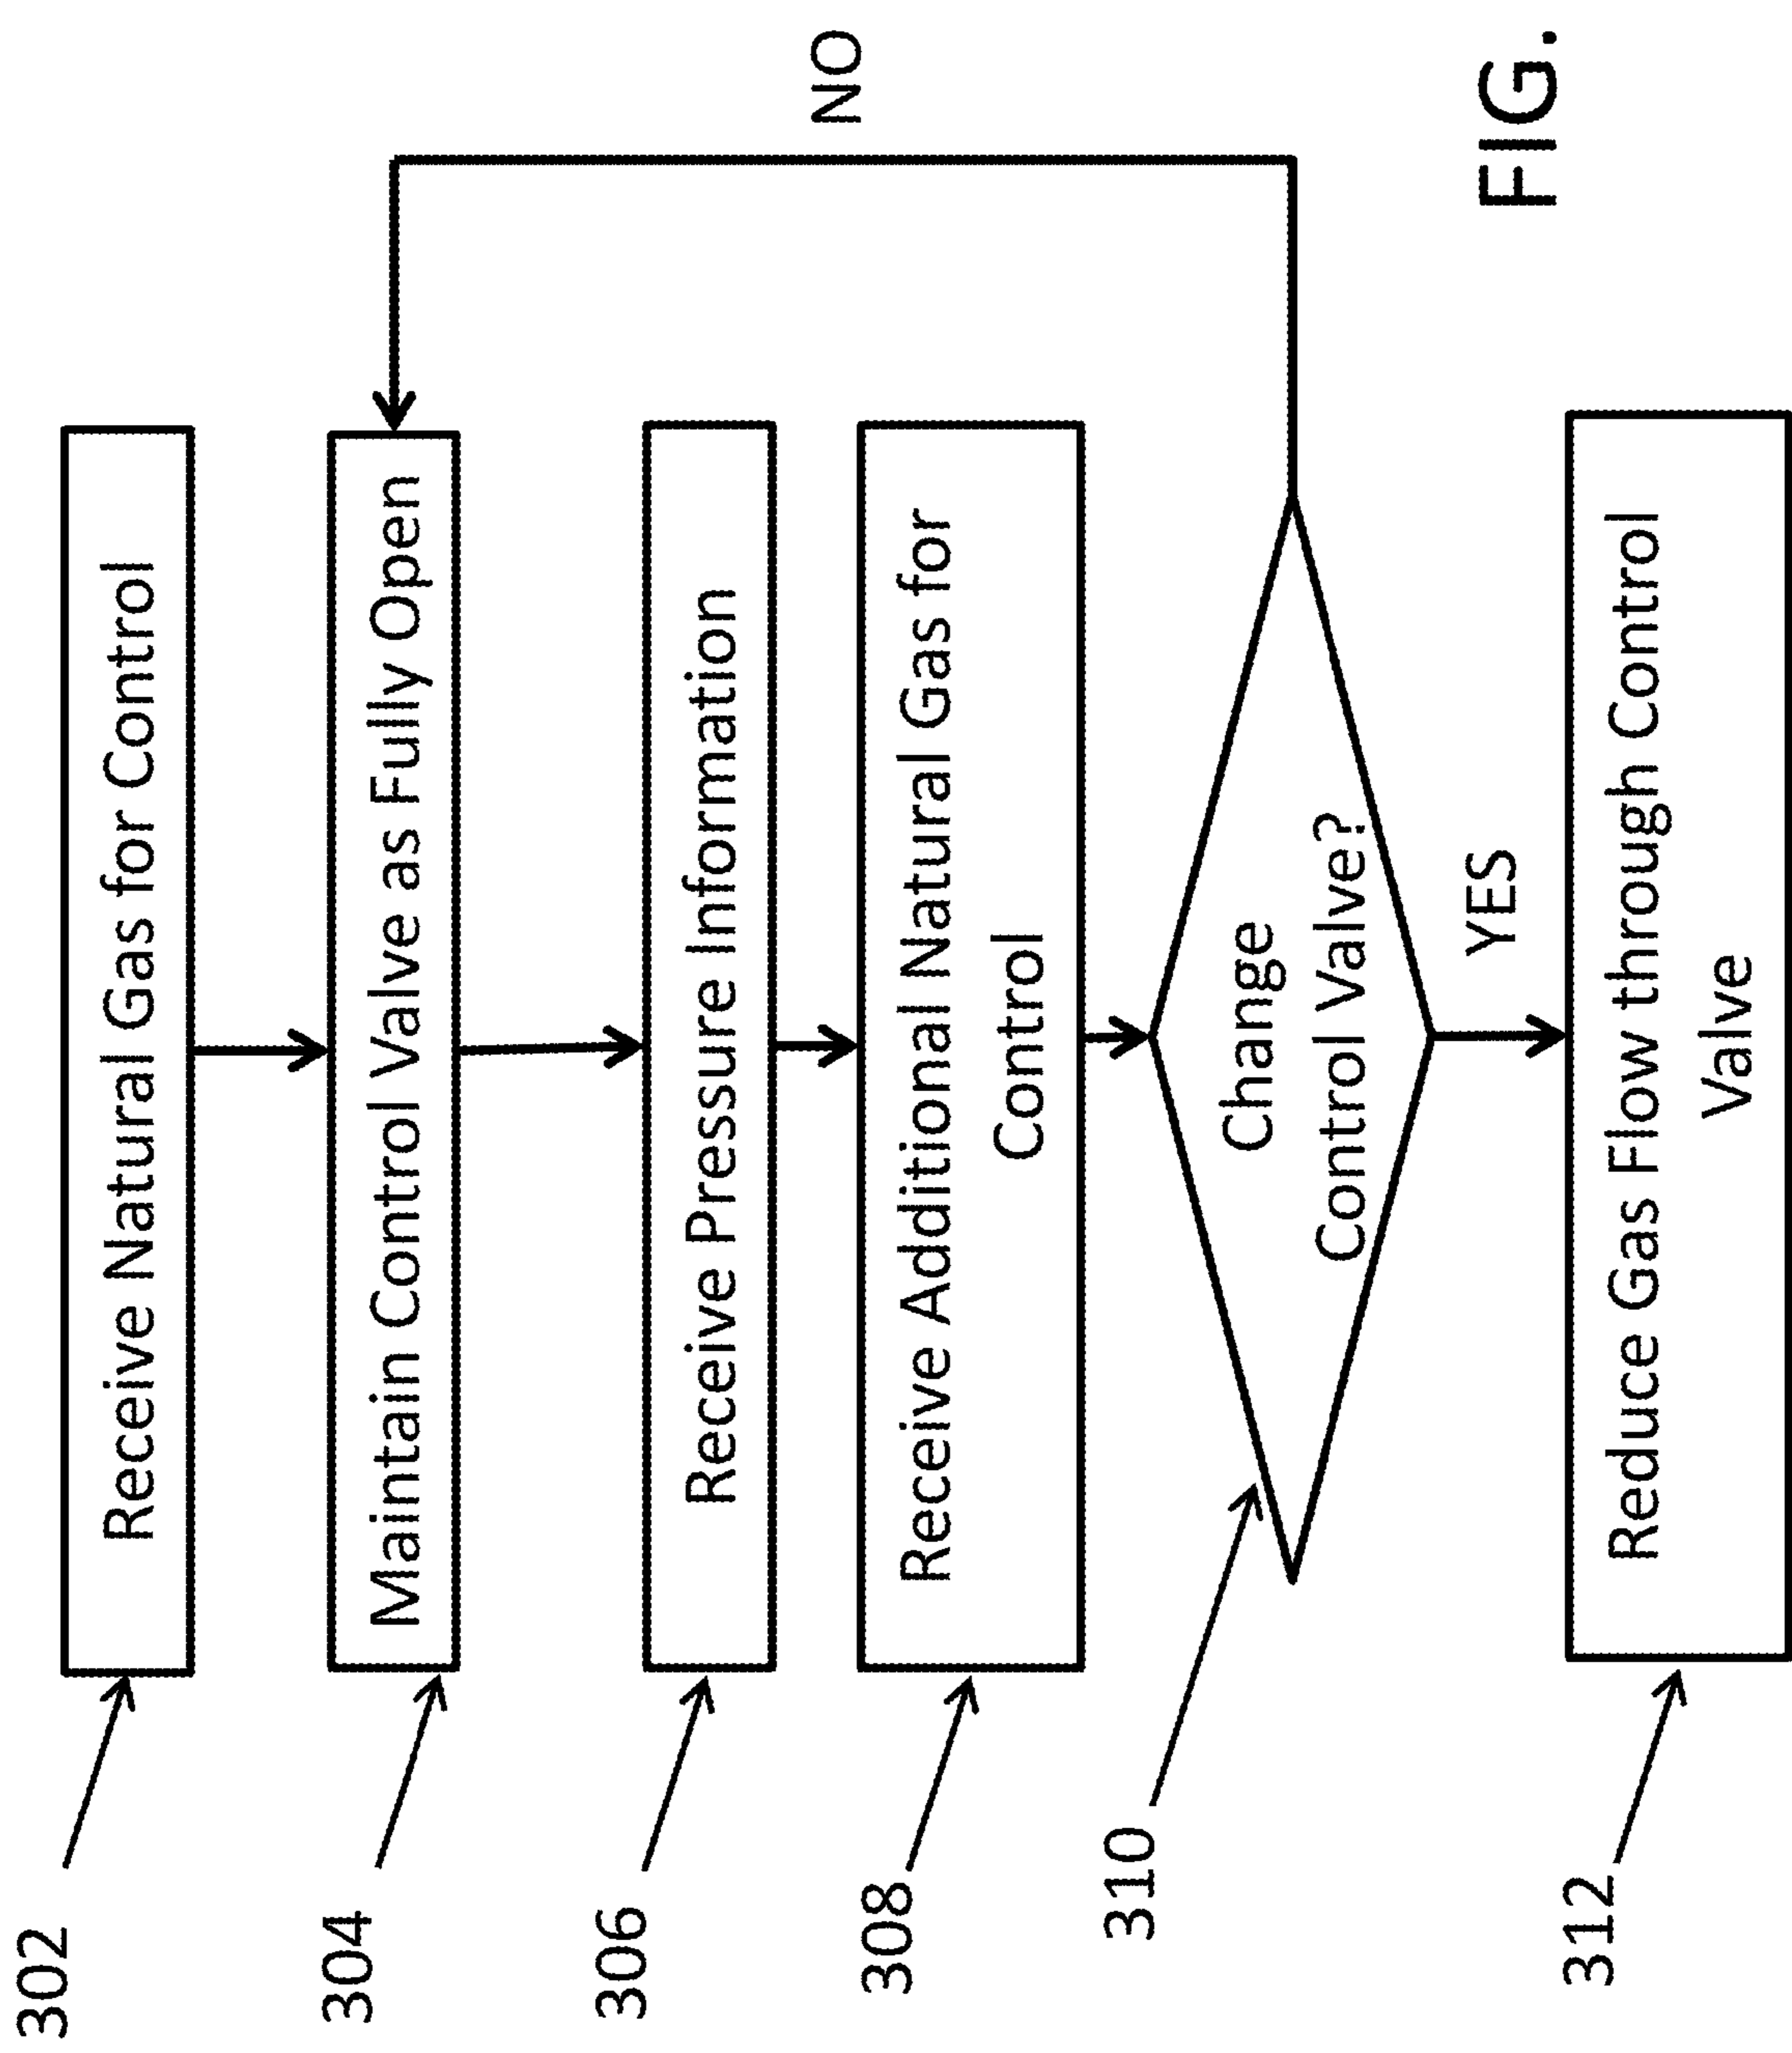 302
Receive Natural Gas for Control
304
Maintain Control Valve as Fully Open
306
Receive Pressure Information
308
Receive Additional Natural Gas for
Control
310
Change
Control Valve?
NO
YES
312
Reduce Gas Flow through Control
Valve
FIG.